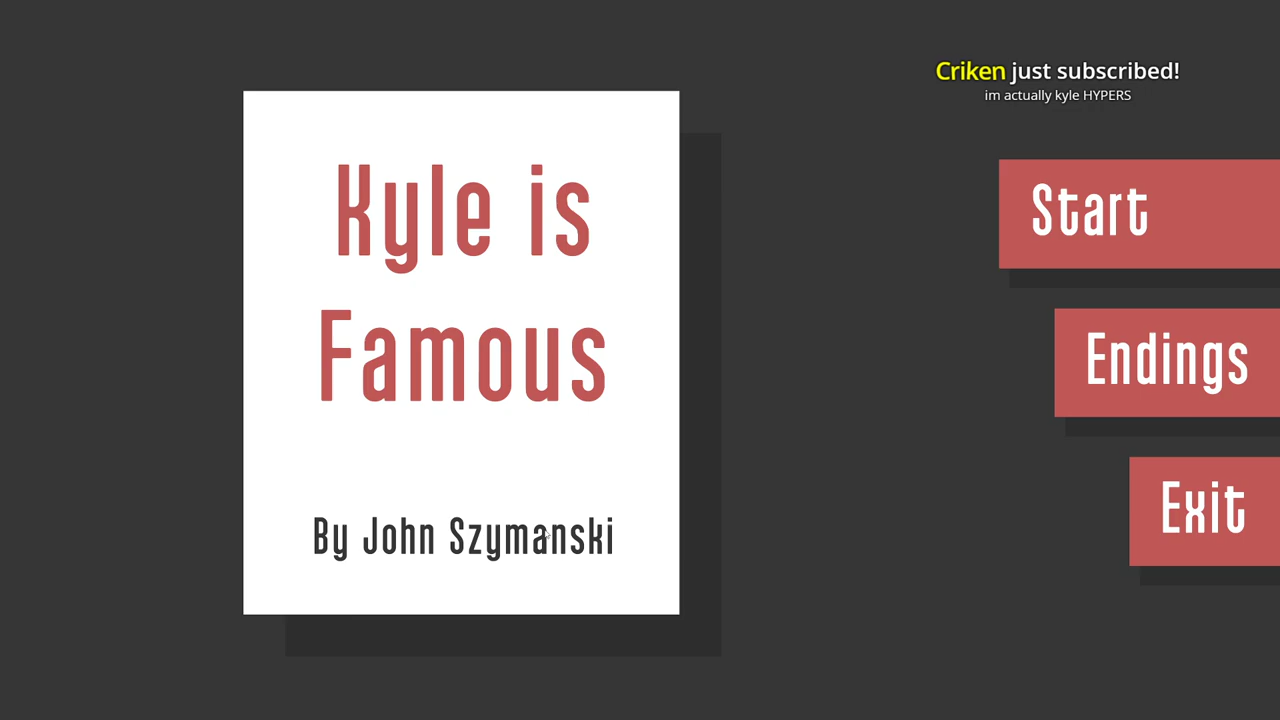 Criken just subscribed!
im actually kyle HYPERS
Kyle is
Famous
By John Szymanski
Start
Endings
Exit